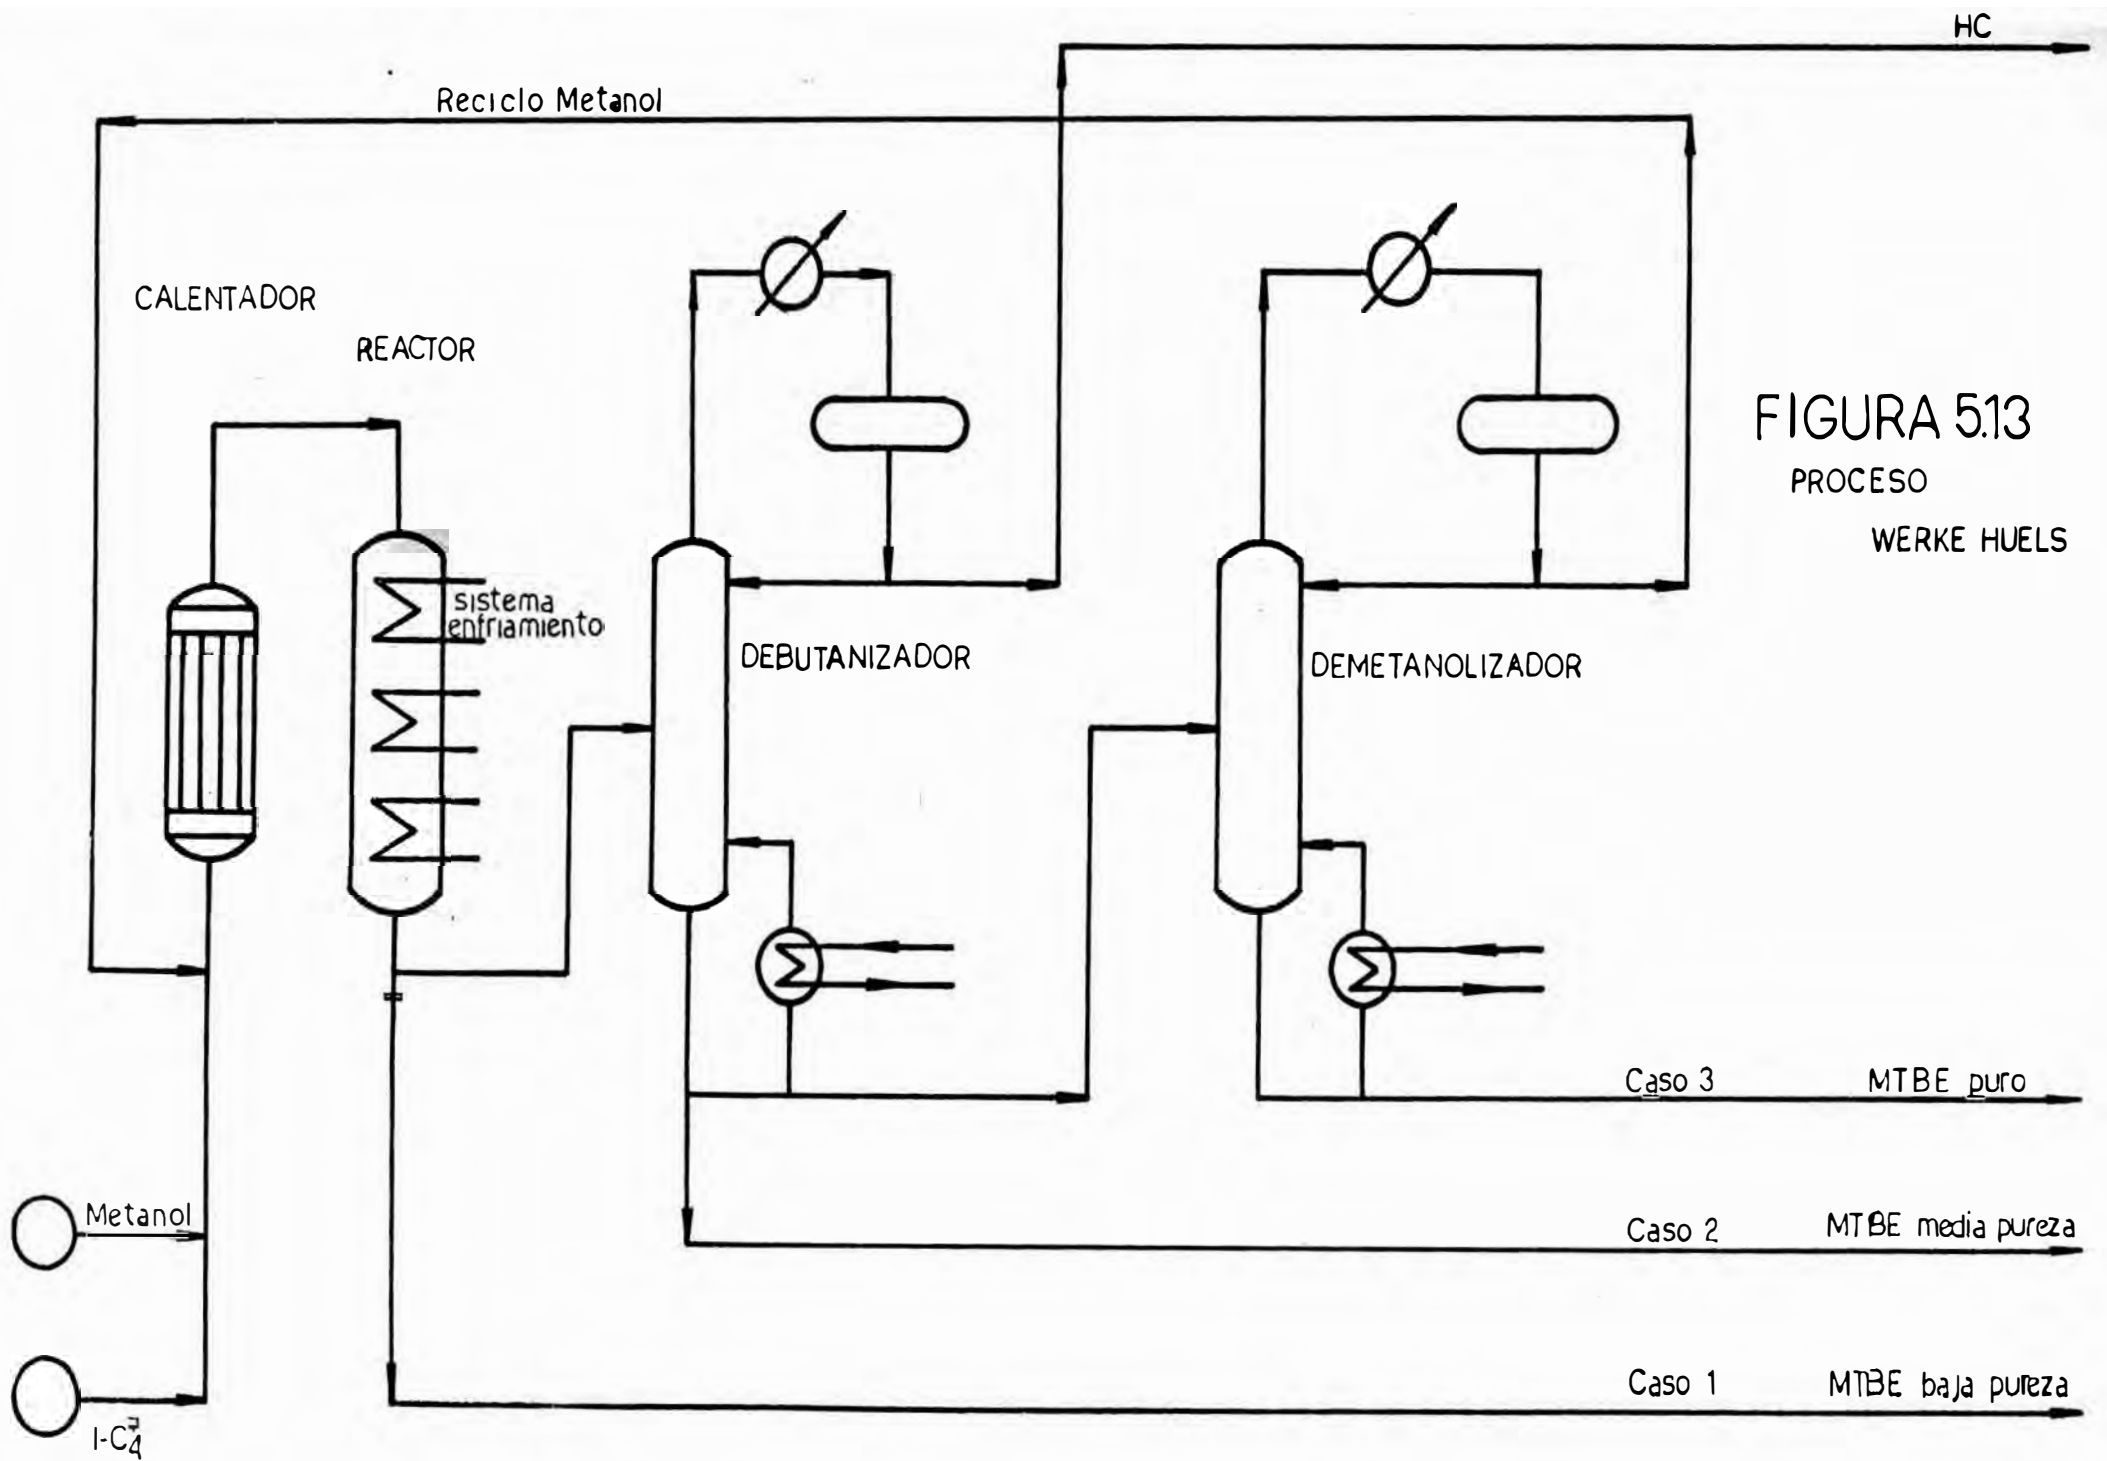 HC
Reciclo Metanol
CALENTADOR
REACTOR
FIGURA 5.13
PROCESO
WERKE HUELS
sistema
enfriamiento
DEBUTANIZADOR
DEMETANOLIZADOR
Caso 3 MTBE puro
Metanol
Caso 2 MTBE media pureza
Caso 1 MTBE baja pureza
I-C₄⁼